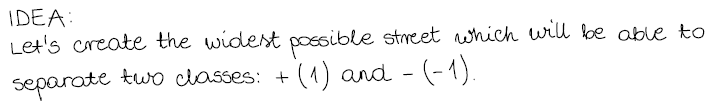 IDEA:
Let's create the widest possible street which will be able to
separate two classes: + (1) and - (-1).